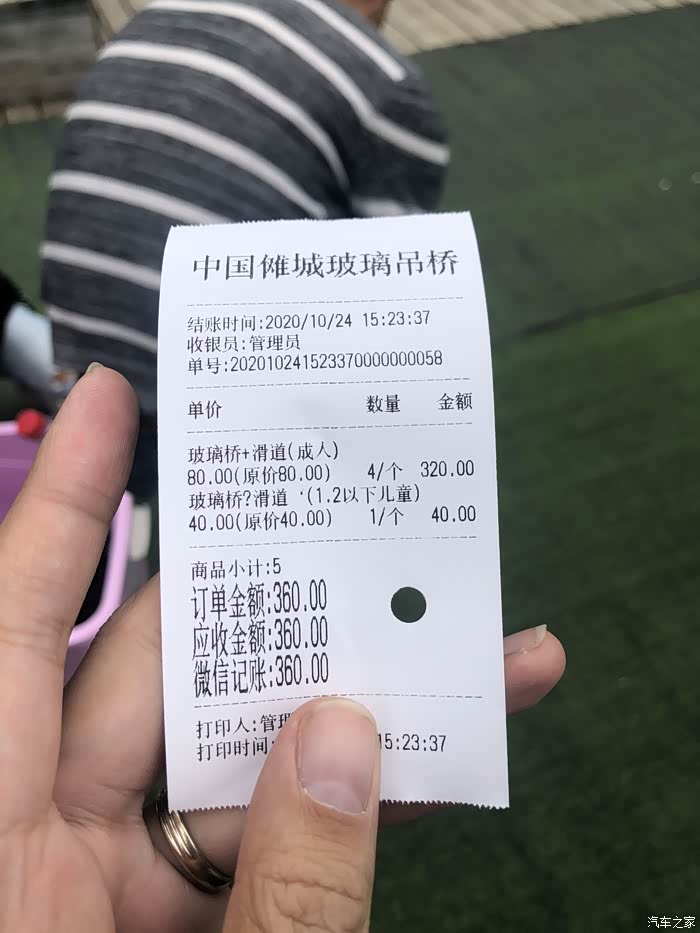 中国傩城玻璃吊桥
结账时间:2020/10/24 15:23:37
收银员:管理员
单号:202010241523370000000058
单价 数量 金额
玻璃桥+滑道(成人)
80.00(原价80.00) 4/个 320.00
玻璃桥?滑道‘(1.2以下儿童)
40.00(原价40.00) 1/个 40.00
商品小计:5
订单金额:360.00
应收金额:360.00
微信记账:360.00
打印人:管理
打印时间: 15:23:37
汽车之家